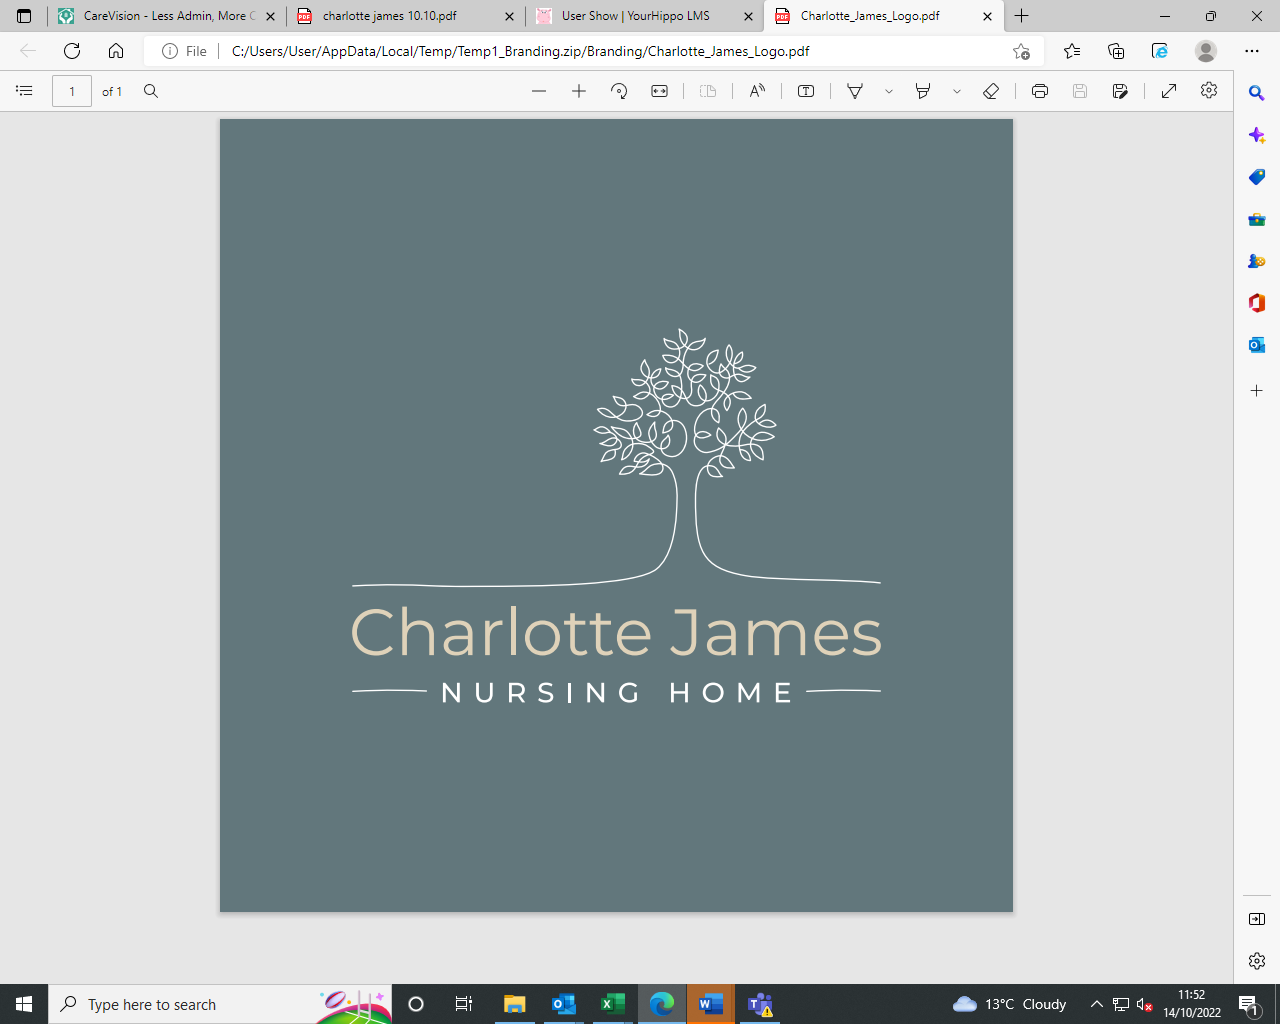 CareVision - Less Admin, More C
charlotte james 10.10.pdf
User Show | YourHippo LMS
Charlotte_James_Logo.pdf
File
C:/Users/User/AppData/Local/Temp/Temp1_Branding.zip/Branding/Charlotte_James_Logo.pdf
1 of 1
Charlotte James
NURSING HOME
Type here to search
13°C Cloudy
11:52
14/10/2022
1